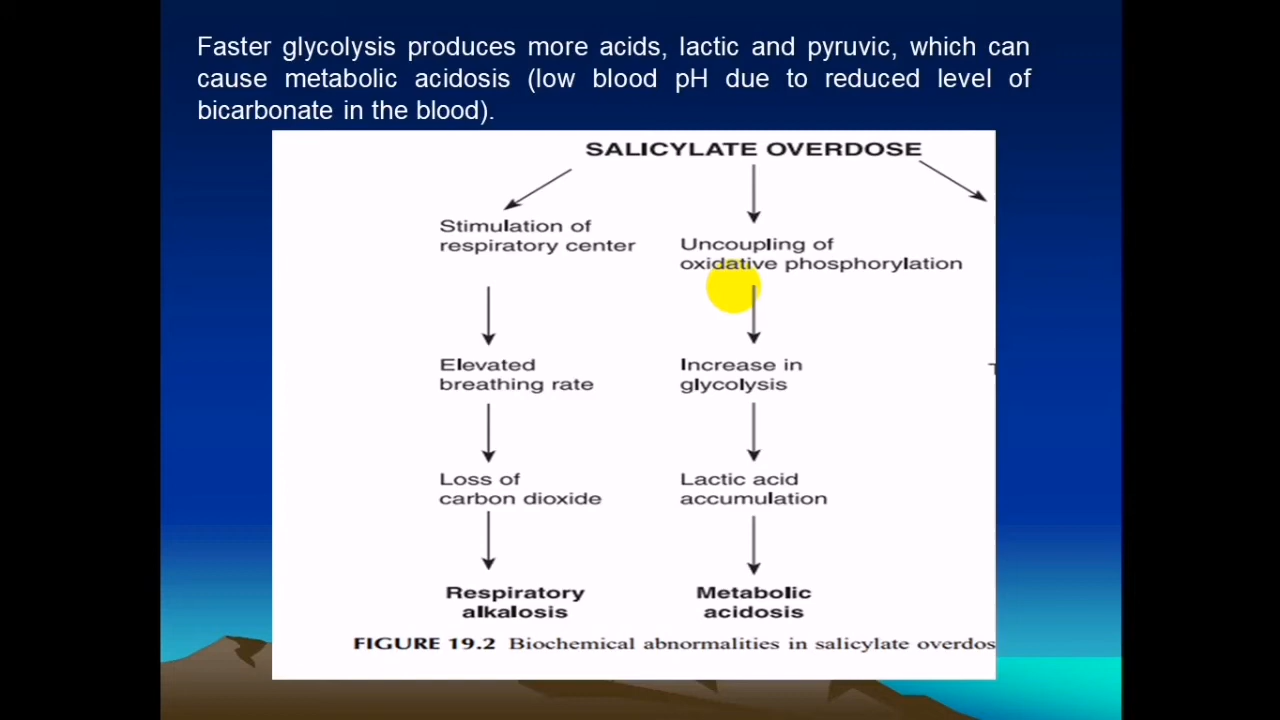 Faster glycolysis produces more acids, lactic and pyruvic, which can
cause metabolic acidosis (low blood pH due to reduced level of
bicarbonate in the blood).
SALICYLATE OVERDOSE
Stimulation of
respiratory center
Uncoupling of
oxidative phosphorylation
Elevated
breathing rate
Increase in
glycolysis
Loss of
carbon dioxide
Lactic acid
accumulation
Respiratory
alkalosis
Metabolic
acidosis
FIGURE 19.2 Biochemical abnormalities in salicylate overdos